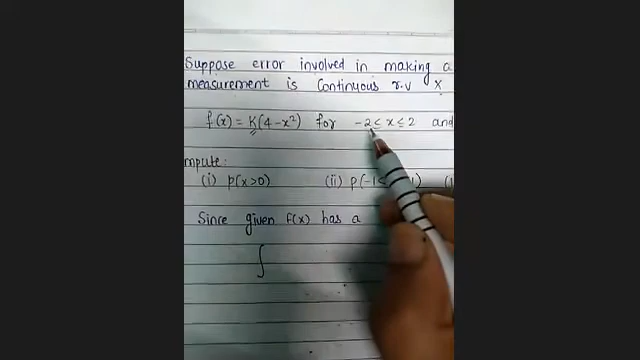 Suppose error involved in making a
measurement is Continuous r.v X
f(x) = K(4-x²) for -2 ≤ x ≤ 2 and
mpute:
(i) p(x>0) (ii) p(-1≤ 1)
Since given f(x) has a
∫